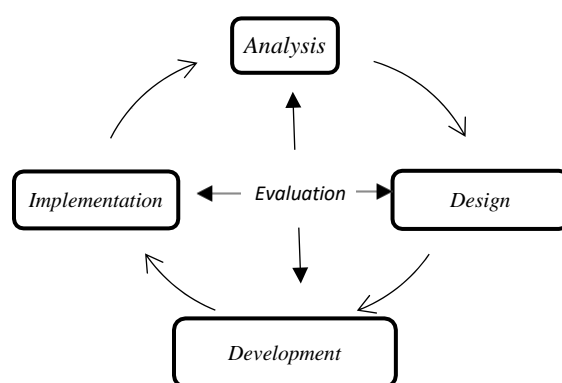 Analysis
Implementation
Evaluation
Design
Development